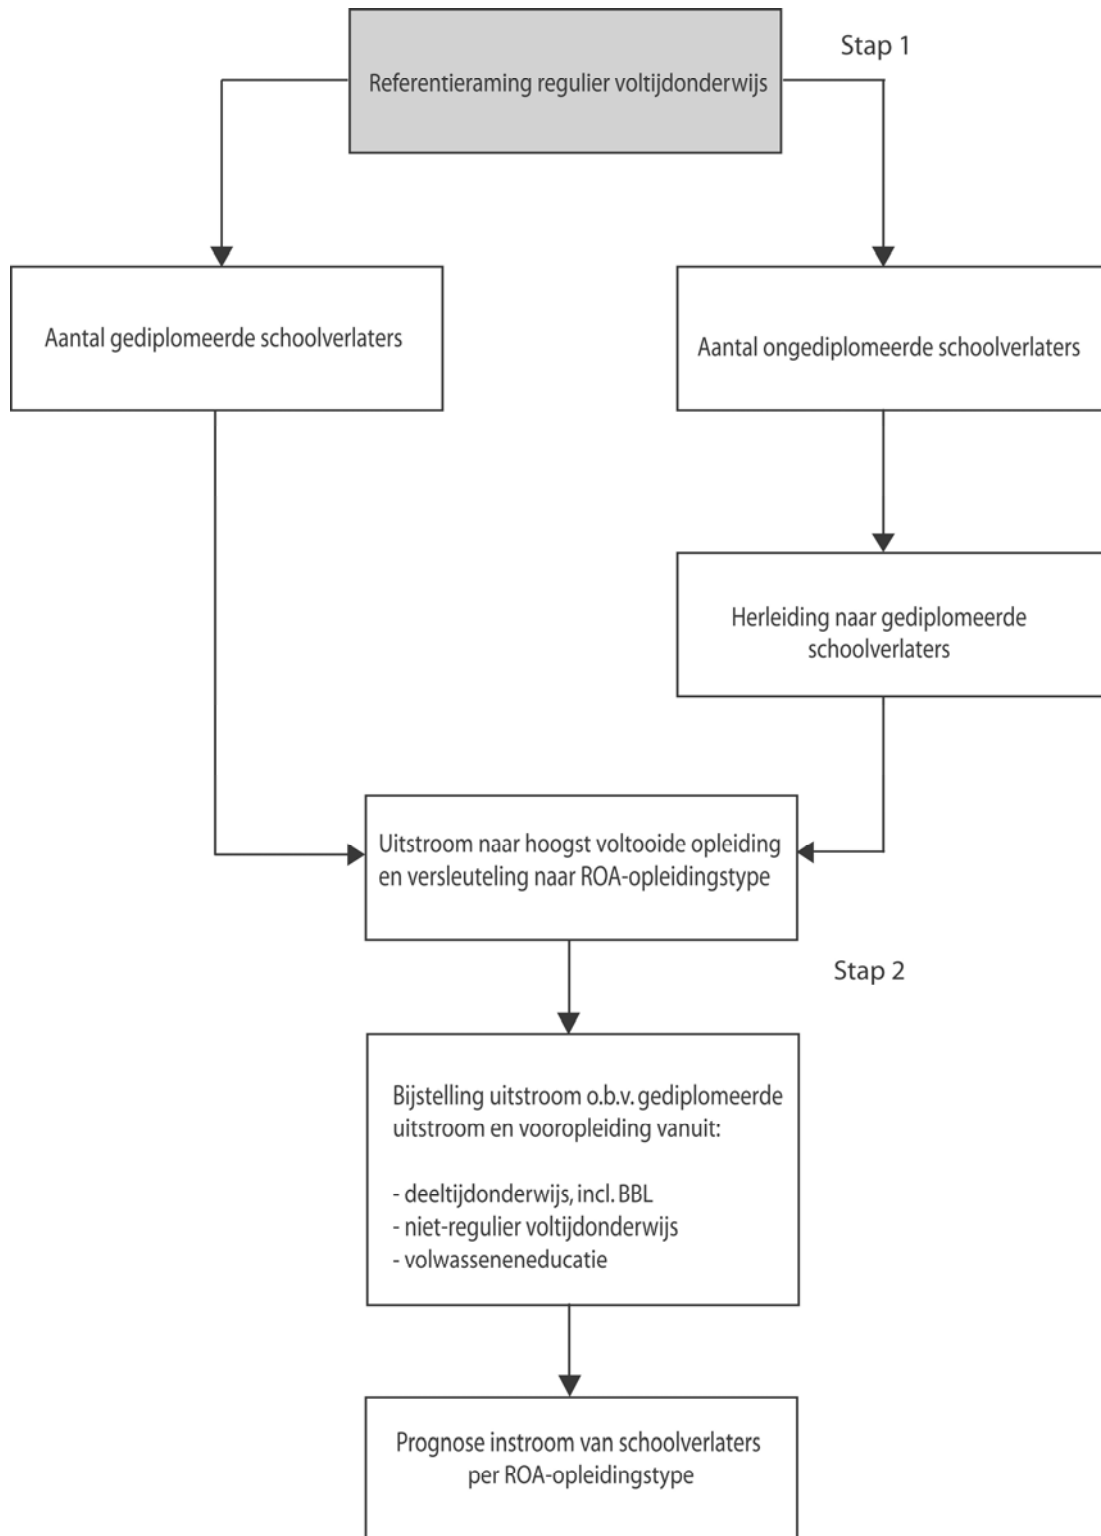 Stap 1
Referentieraming regulier voltijdonderwijs
Aantal gediplomeerde schoolverlaters
Aantal ongediplomeerde schoolverlaters
Herleiding naar gediplomeerde
schoolverlaters
Uitstroom naar hoogst voltooide opleiding
en versleuteling naar ROA-opleidingstype
Stap 2
Bijstelling uitstroom o.b.v. gediplomeerde
uitstroom en vooropleiding vanuit:
- deeltijdonderwijs, incl. BBL
- niet-regulier voltijdonderwijs
- volwasseneneducatie
Prognose instroom van schoolverlaters
per ROA-opleidingstype